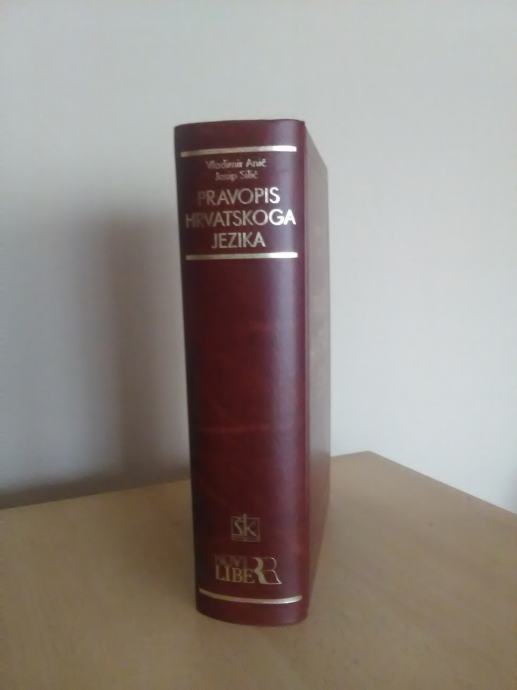 Vladimir Anić
Josip Silić
PRAVOPIS
HRVATSKOGA
JEZIKA
ŠK
NOVI
LIBER